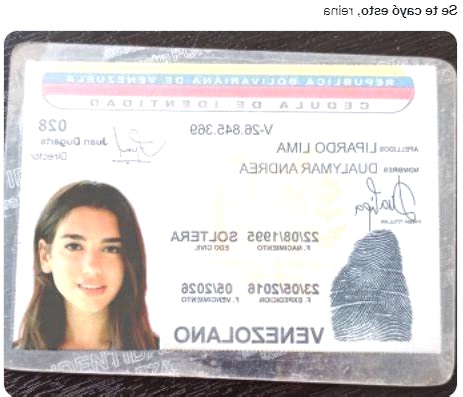 Se te cayó esto, reina
REPUBLICA BOLIVARIANA DE VENEZUELA
CEDULA DE IDENTIDAD
V-26.845.369
028
APELLIDOS LIPARDO LIMA
Juan Dugarte
Director
NOMBRES DUALYMAR ANDREA
FIRMA TITULAR
22/08/1995 SOLTERA
F. NACIMIENTO EDO CIVIL
23/05/2016 05/2026
F. EXPEDICION F. VENCIMIENTO
VENEZOLANO